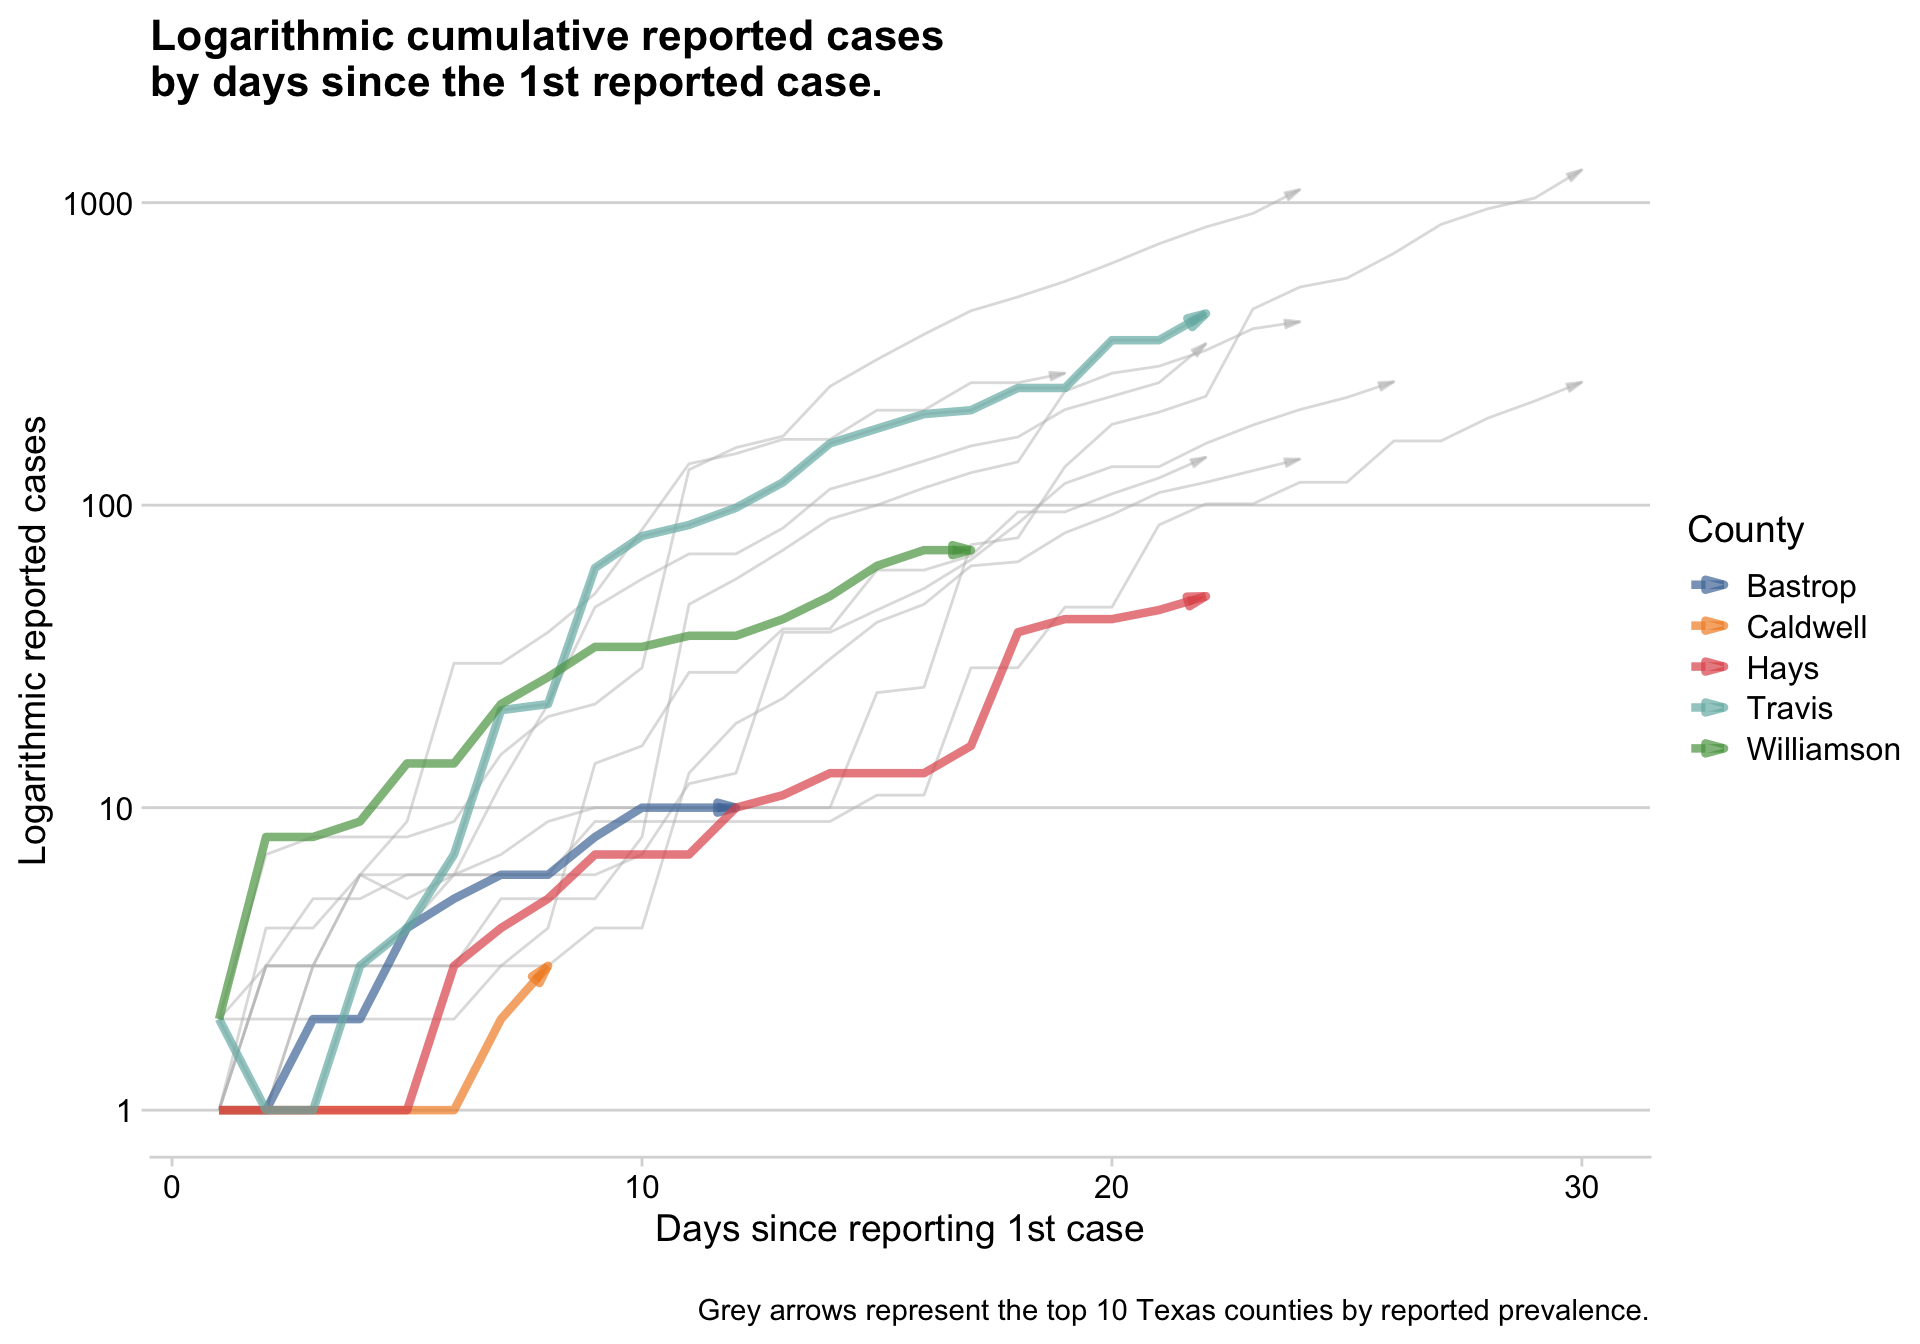 Logarithmic cumulative reported cases
by days since the 1st reported case.
Logarithmic reported cases
1000
100
10
1
0 10 20 30
Days since reporting 1st case
County
Bastrop
Caldwell
Hays
Travis
Williamson
Grey arrows represent the top 10 Texas counties by reported prevalence.